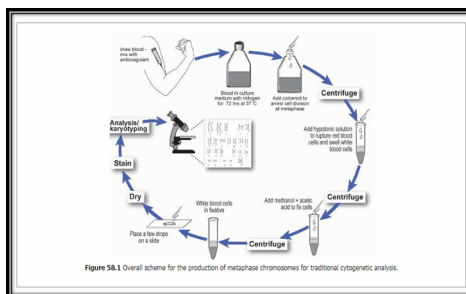 draw blood -
mix with
anticoagulant
Blood in culture
medium with mitogen
for 72 hrs at 37°C
Add colcemid to
arrest cell division
at metaphase
Centrifuge
Add hypotonic solution
to rupture red blood
cells and swell white
blood cells
Centrifuge
Add methanol + acetic
acid to fix cells
Centrifuge
White blood cells
in fixative
Place a few drops
on a slide
Dry
Stain
Analysis/
karyotyping
Figure 58.1 Overall scheme for the production of metaphase chromosomes for traditional cytogenetic analysis.